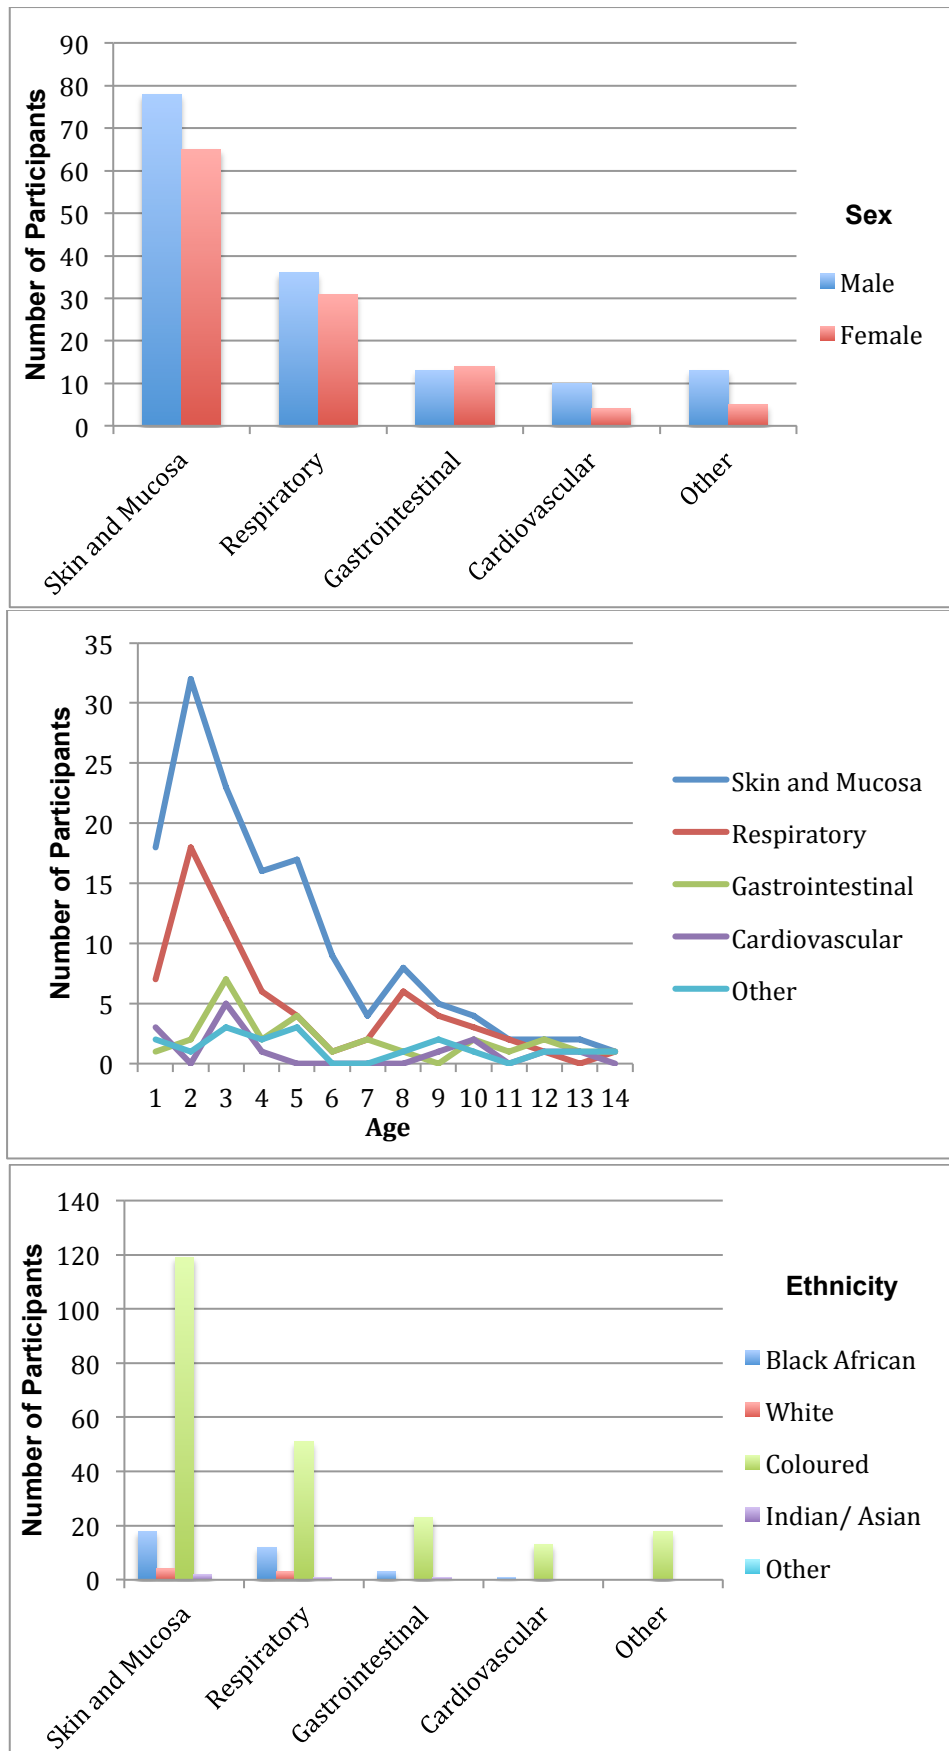 90
80
70
60
50
40
30
20
10
0
Number of Participants
Skin and Mucosa
Respiratory
Gastrointestinal
Cardiovascular
Other
Sex
Male
Female
35
30
25
20
15
10
5
0
Number of Participants
1 2 3 4 5 6 7 8 9 10 11 12 13 14
Age
Skin and Mucosa
Respiratory
Gastrointestinal
Cardiovascular
Other
140
120
100
80
60
40
20
0
Number of Participants
Skin and Mucosa
Respiratory
Gastrointestinal
Cardiovascular
Other
Ethnicity
Black African
White
Coloured
Indian/ Asian
Other